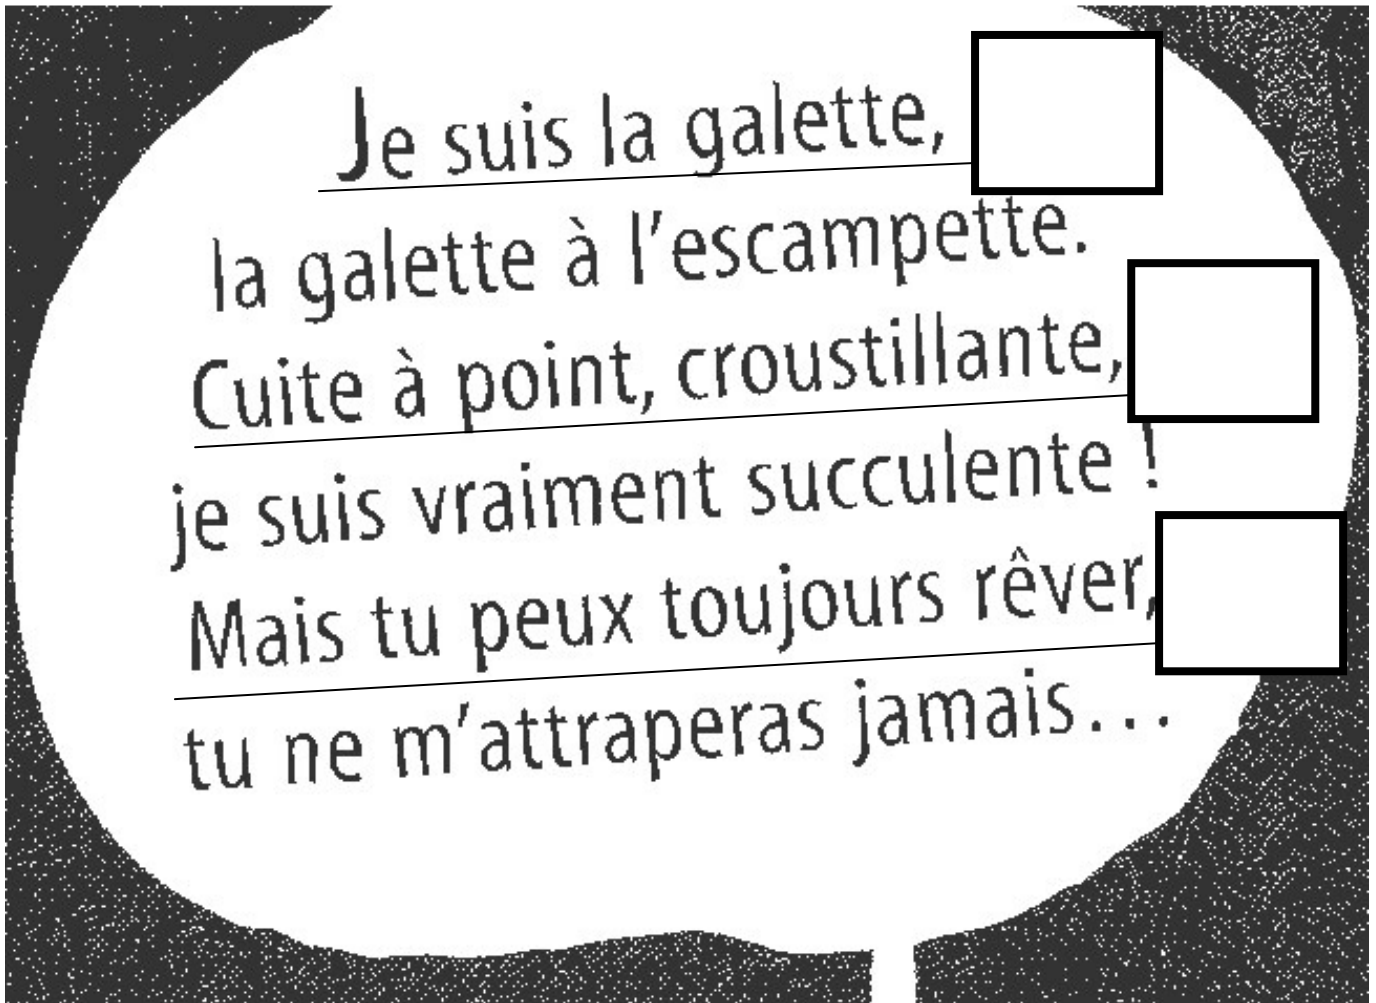 Je suis la galette,
la galette à l’escampette.
Cuite à point, croustillante,
je suis vraiment succulente !
Mais tu peux toujours rêver,
tu ne m’attraperas jamais...